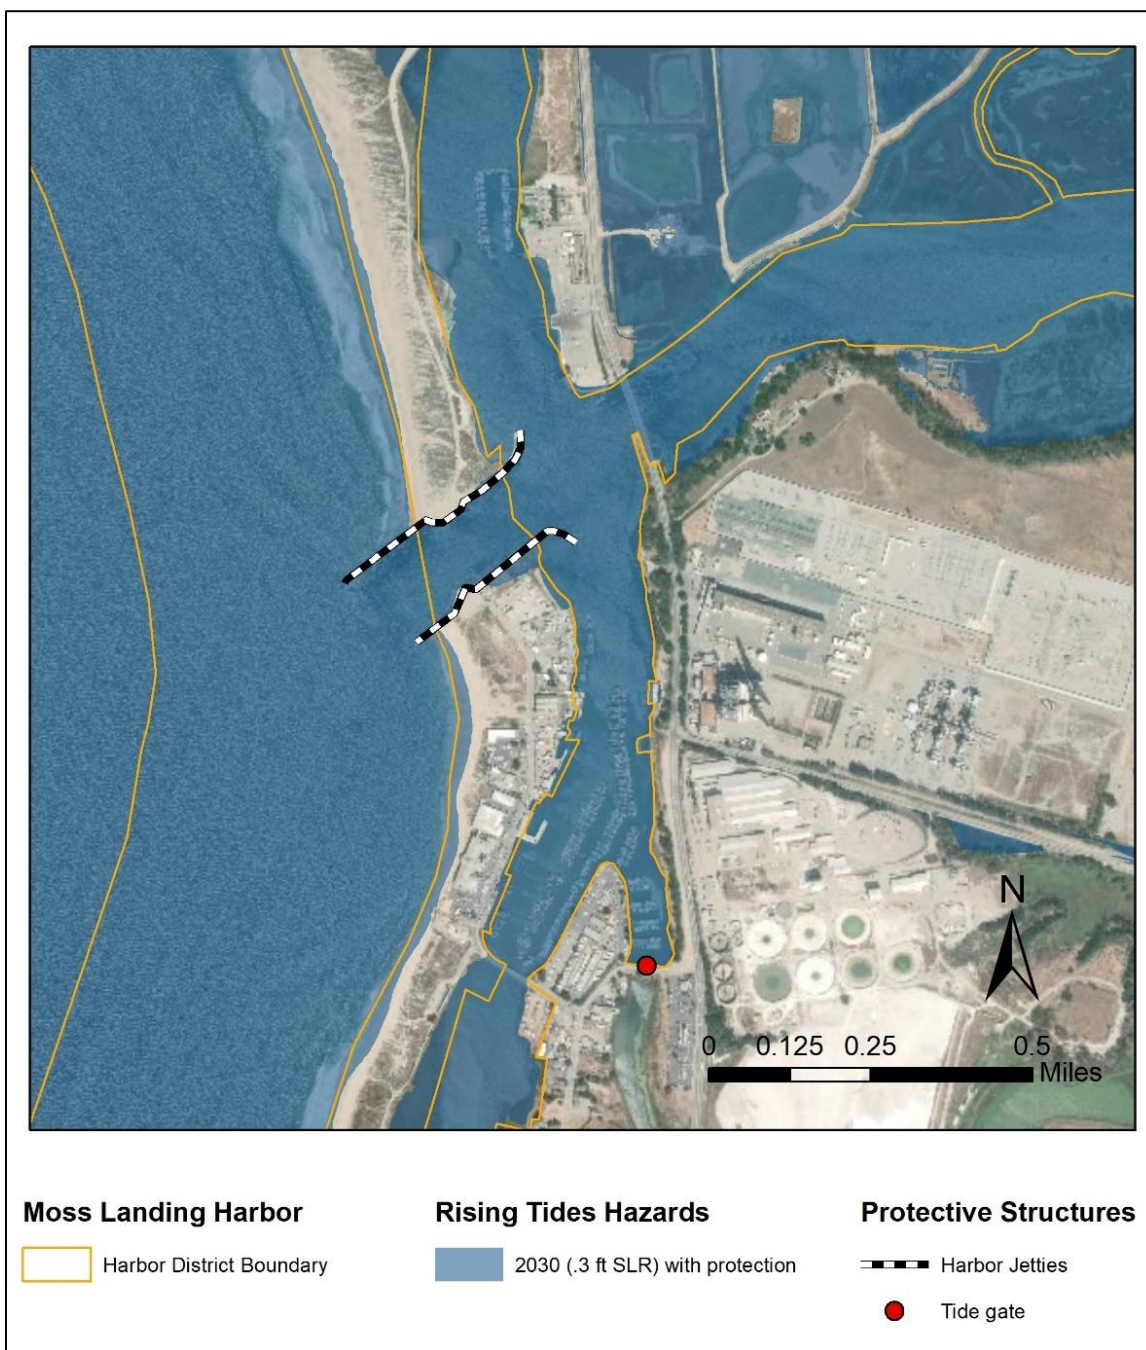 N
0 0.125 0.25 0.5
Miles
Moss Landing Harbor
Harbor District Boundary
Rising Tides Hazards
2030 (.3 ft SLR) with protection
Protective Structures
Harbor Jetties
Tide gate